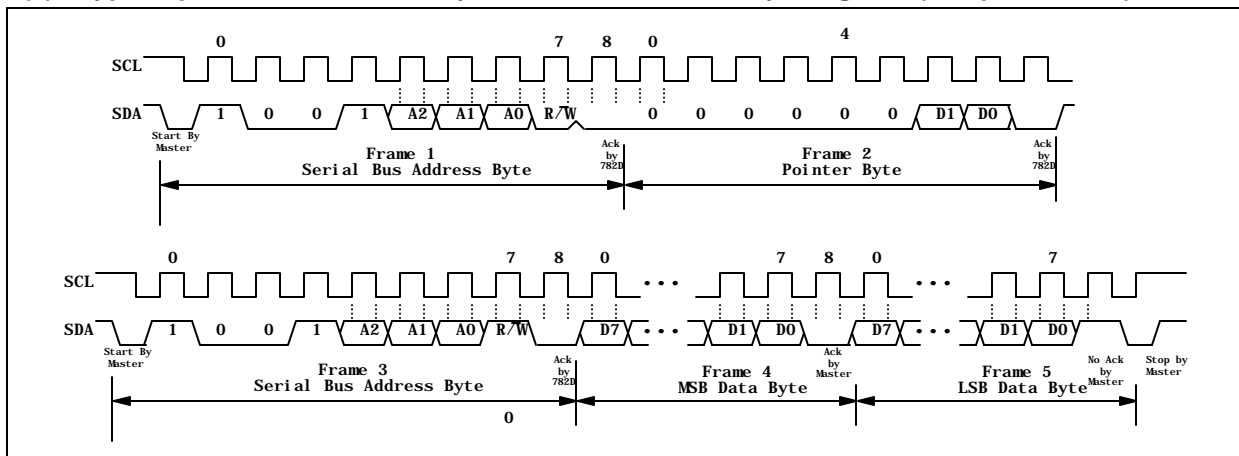 0 7 8 0 4
SCL
SDA 1 0 0 1 A2 A1 A0 R/W 0 0 0 0 0 0 D1 D0
Start By
Master
Ack
by
782D
Ack
by
782D
Frame 1
Serial Bus Address Byte
Frame 2
Pointer Byte
0 7 8 0 7 8 0 7
SCL ... ...
SDA 1 0 0 1 A2 A1 A0 R/W D7 ... D1 D0 D7 ... D1 D0
Start By
Master
Ack
by
782D
Ack
by
Master
No Ack
by
Master
Stop by
Master
Frame 3
Serial Bus Address Byte
Frame 4
MSB Data Byte
Frame 5
LSB Data Byte
0